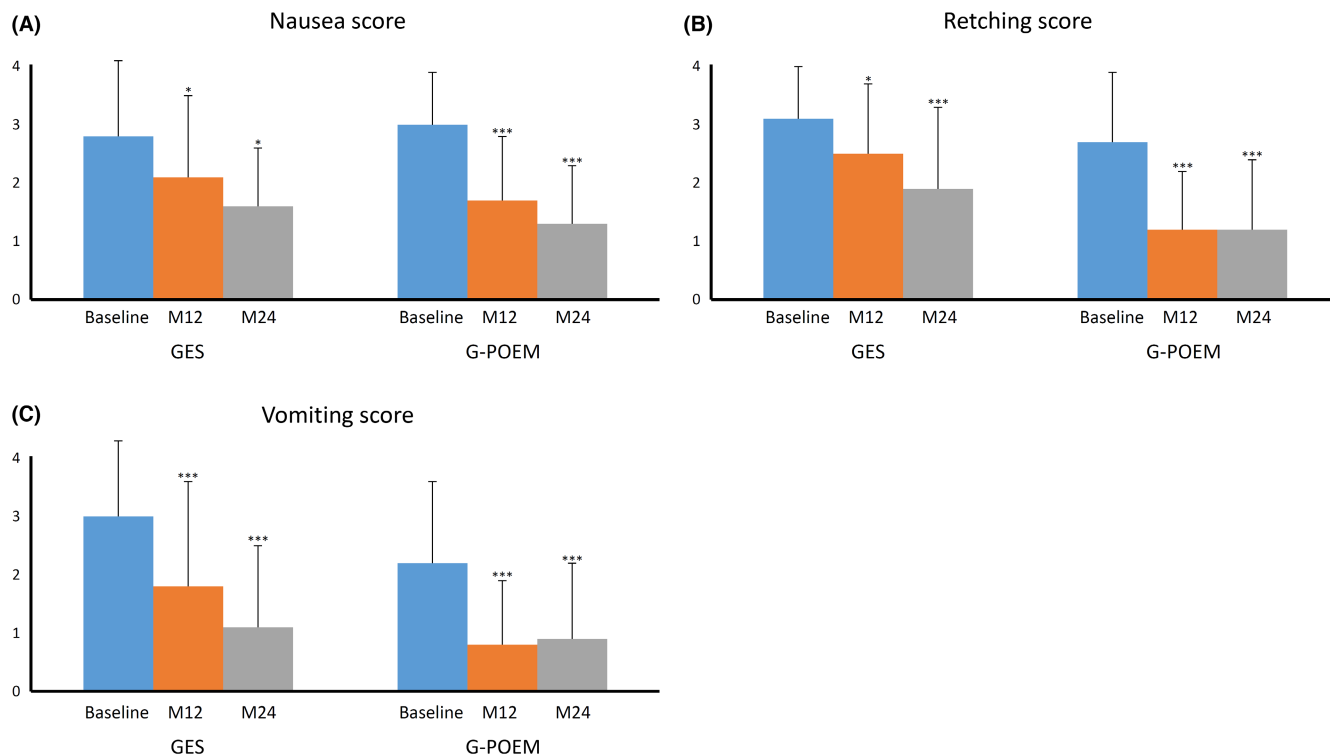 (A)
Nausea score
4
3
2
1
0
*
*
***
***
Baseline M12 M24 Baseline M12 M24
GES G-POEM
(B)
Retching score
4
3
2
1
0
*
***
***
***
Baseline M12 M24 Baseline M12 M24
GES G-POEM
(C)
Vomiting score
4
3
2
1
0
***
***
***
***
Baseline M12 M24 Baseline M12 M24
GES G-POEM